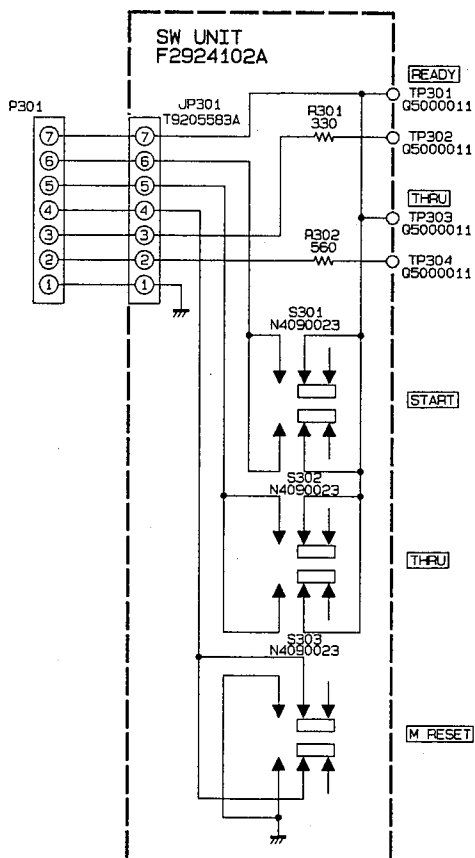 SW UNIT
F2924102A
P301
JP301
T9205583A
7
6
5
4
3
2
1
7
6
5
4
3
2
1
R301
330
R302
560
READY
TP301
Q5000011
TP302
Q5000011
THRU
TP303
Q5000011
TP304
Q5000011
S301
N4090023
START
S302
N4090023
THRU
S303
N4090023
M RESET